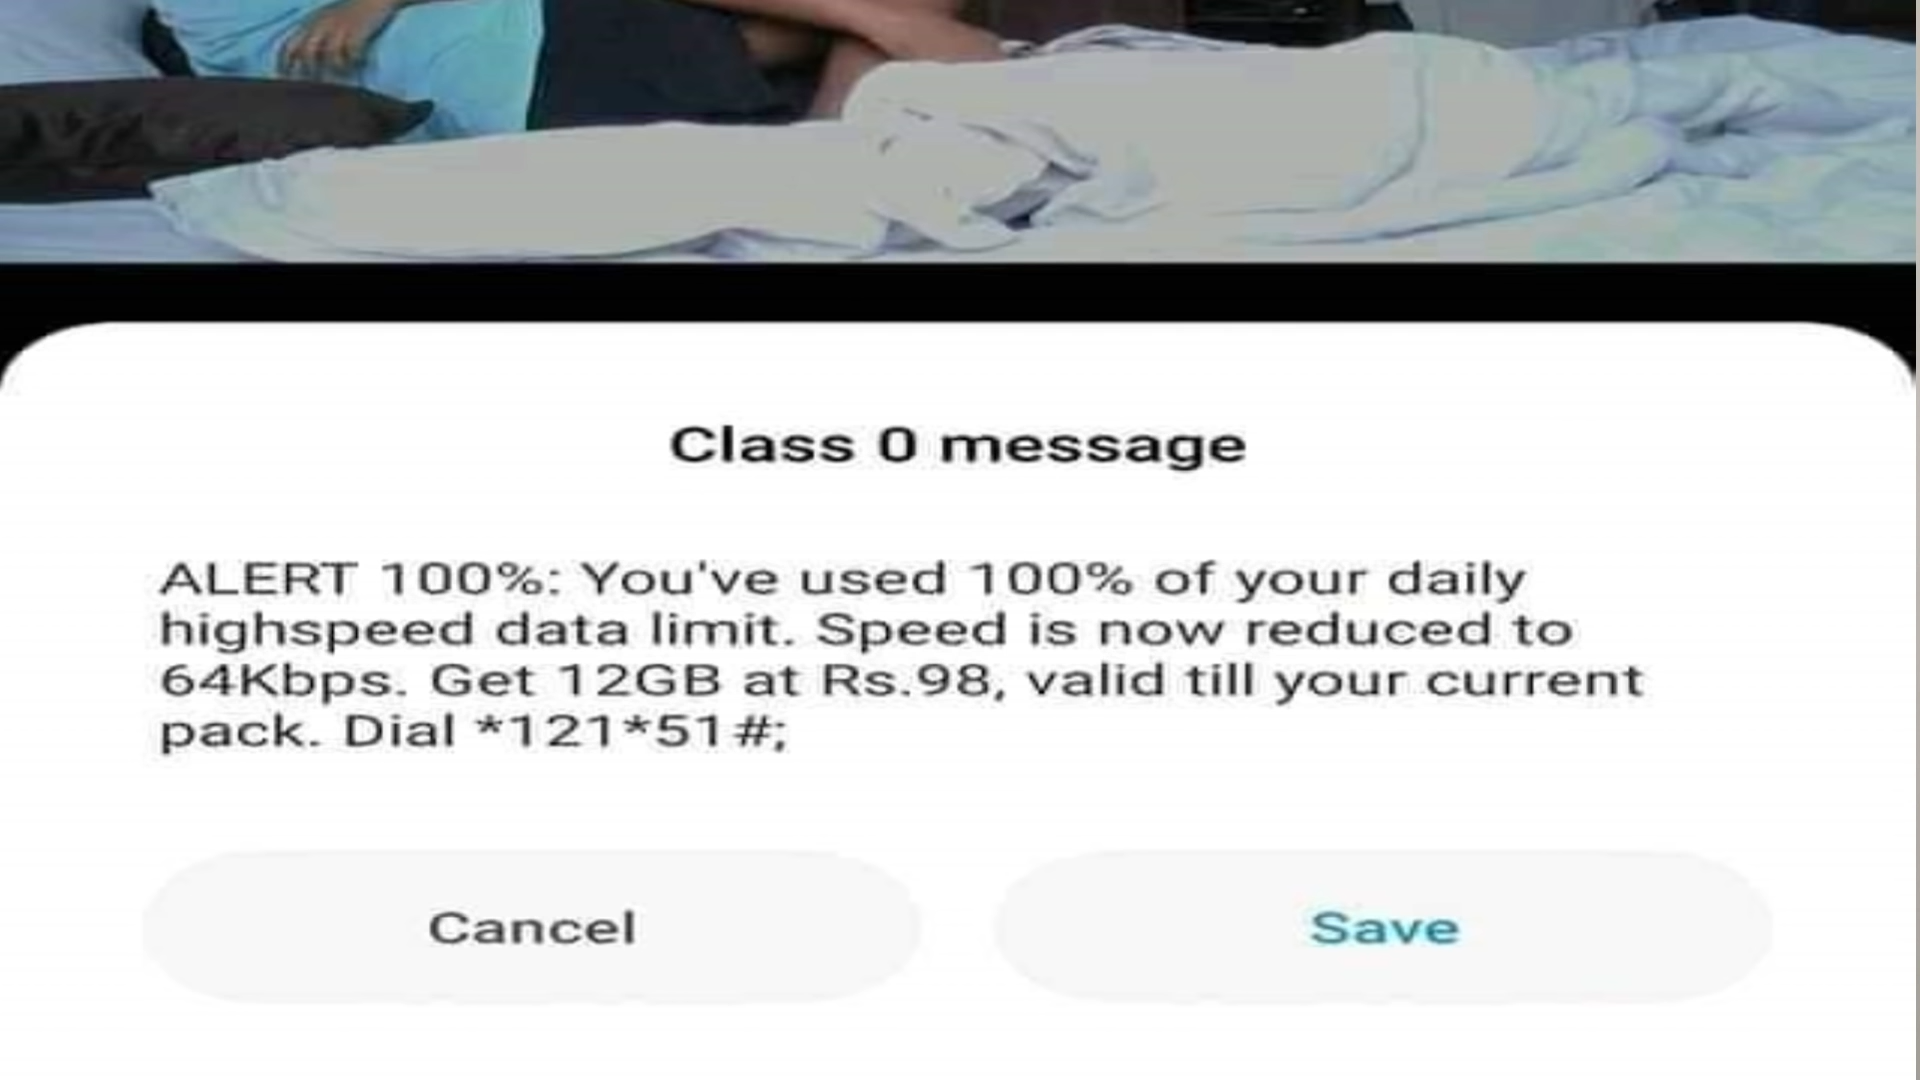 Class 0 message
ALERT 100%: You've used 100% of your daily
highspeed data limit. Speed is now reduced to
64Kbps. Get 12GB at Rs.98, valid till your current
pack. Dial *121*51#;
Cancel
Save